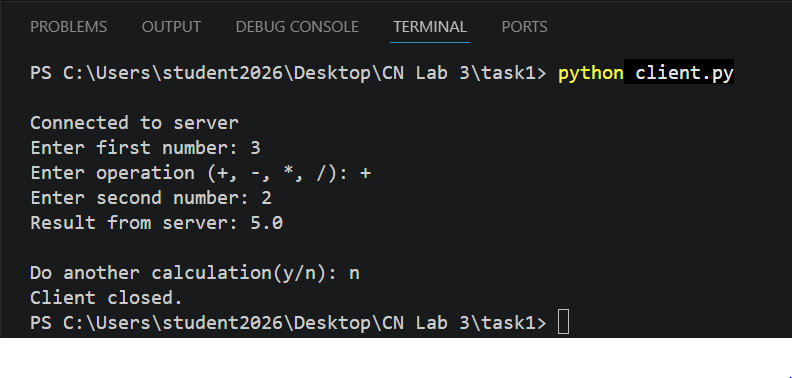 PROBLEMS OUTPUT DEBUG CONSOLE TERMINAL PORTS
PS C:\Users\student2026\Desktop\CN Lab 3\task1> python client.py
Connected to server
Enter first number: 3
Enter operation (+, -, *, /): +
Enter second number: 2
Result from server: 5.0
Do another calculation(y/n): n
Client closed.
PS C:\Users\student2026\Desktop\CN Lab 3\task1>